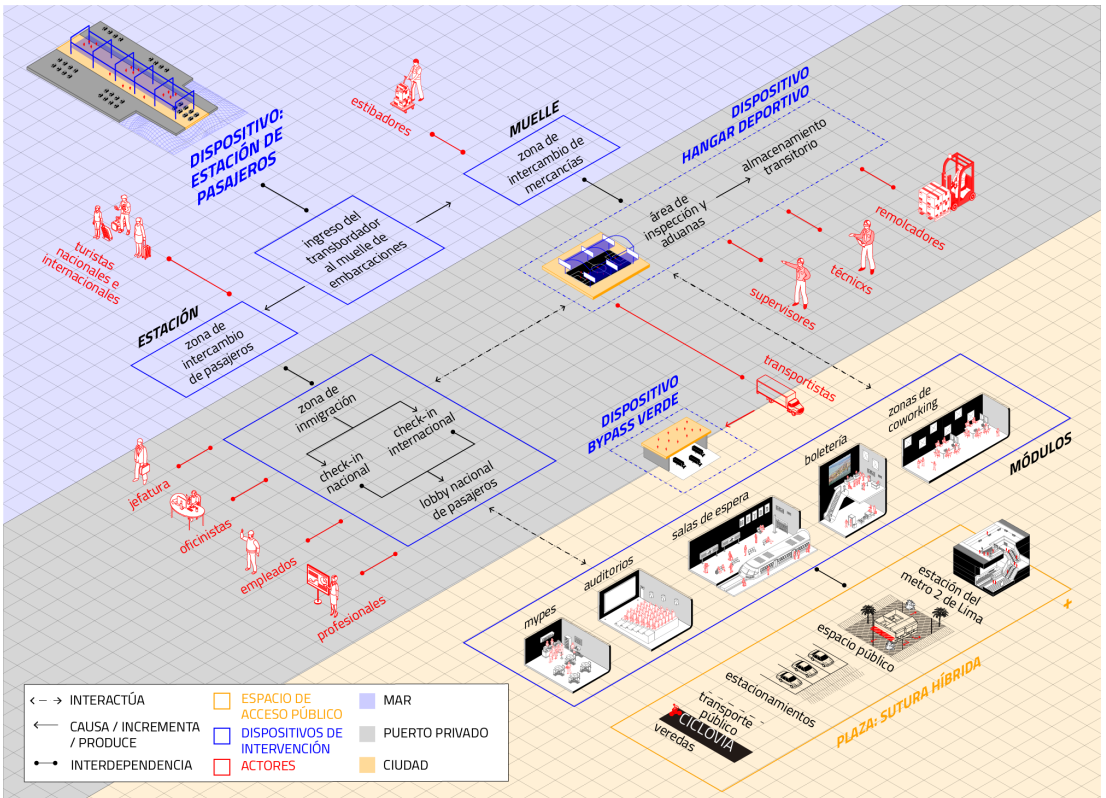 DISPOSITIVO:
ESTACIÓN DE
PASAJEROS
estibadores
MUELLE
zona de
intercambio de
mercancías
DISPOSITIVO
HANGAR DEPORTIVO
almacenamiento
transitorio
área de
inspección y
aduanas
remolcadores
técnicxs
supervisores
turistas
nacionales e
internacionales
ingreso del
transbordador
al muelle de
embarcaciones
ESTACIÓN
zona de
intercambio
de pasajeros
zona de
inmigración
check-in
internacional
check-in
nacional
lobby nacional
de pasajeros
jefatura
oficinistas
empleados
profesionales
transportistas
DISPOSITIVO
BYPASS VERDE
zonas de
coworking
boletería
salas de espera
auditorios
mypes
MÓDULOS
estación del
metro 2 de Lima
espacio público
estacionamientos
transporte
público
CICLOVÍA
veredas
+
PLAZA: SUTURA HÍBRIDA
INTERACTÚA
CAUSA / INCREMENTA
/ PRODUCE
INTERDEPENDENCIA
ESPACIO DE
ACCESO PÚBLICO
DISPOSITIVOS DE
INTERVENCIÓN
ACTORES
MAR
PUERTO PRIVADO
CIUDAD